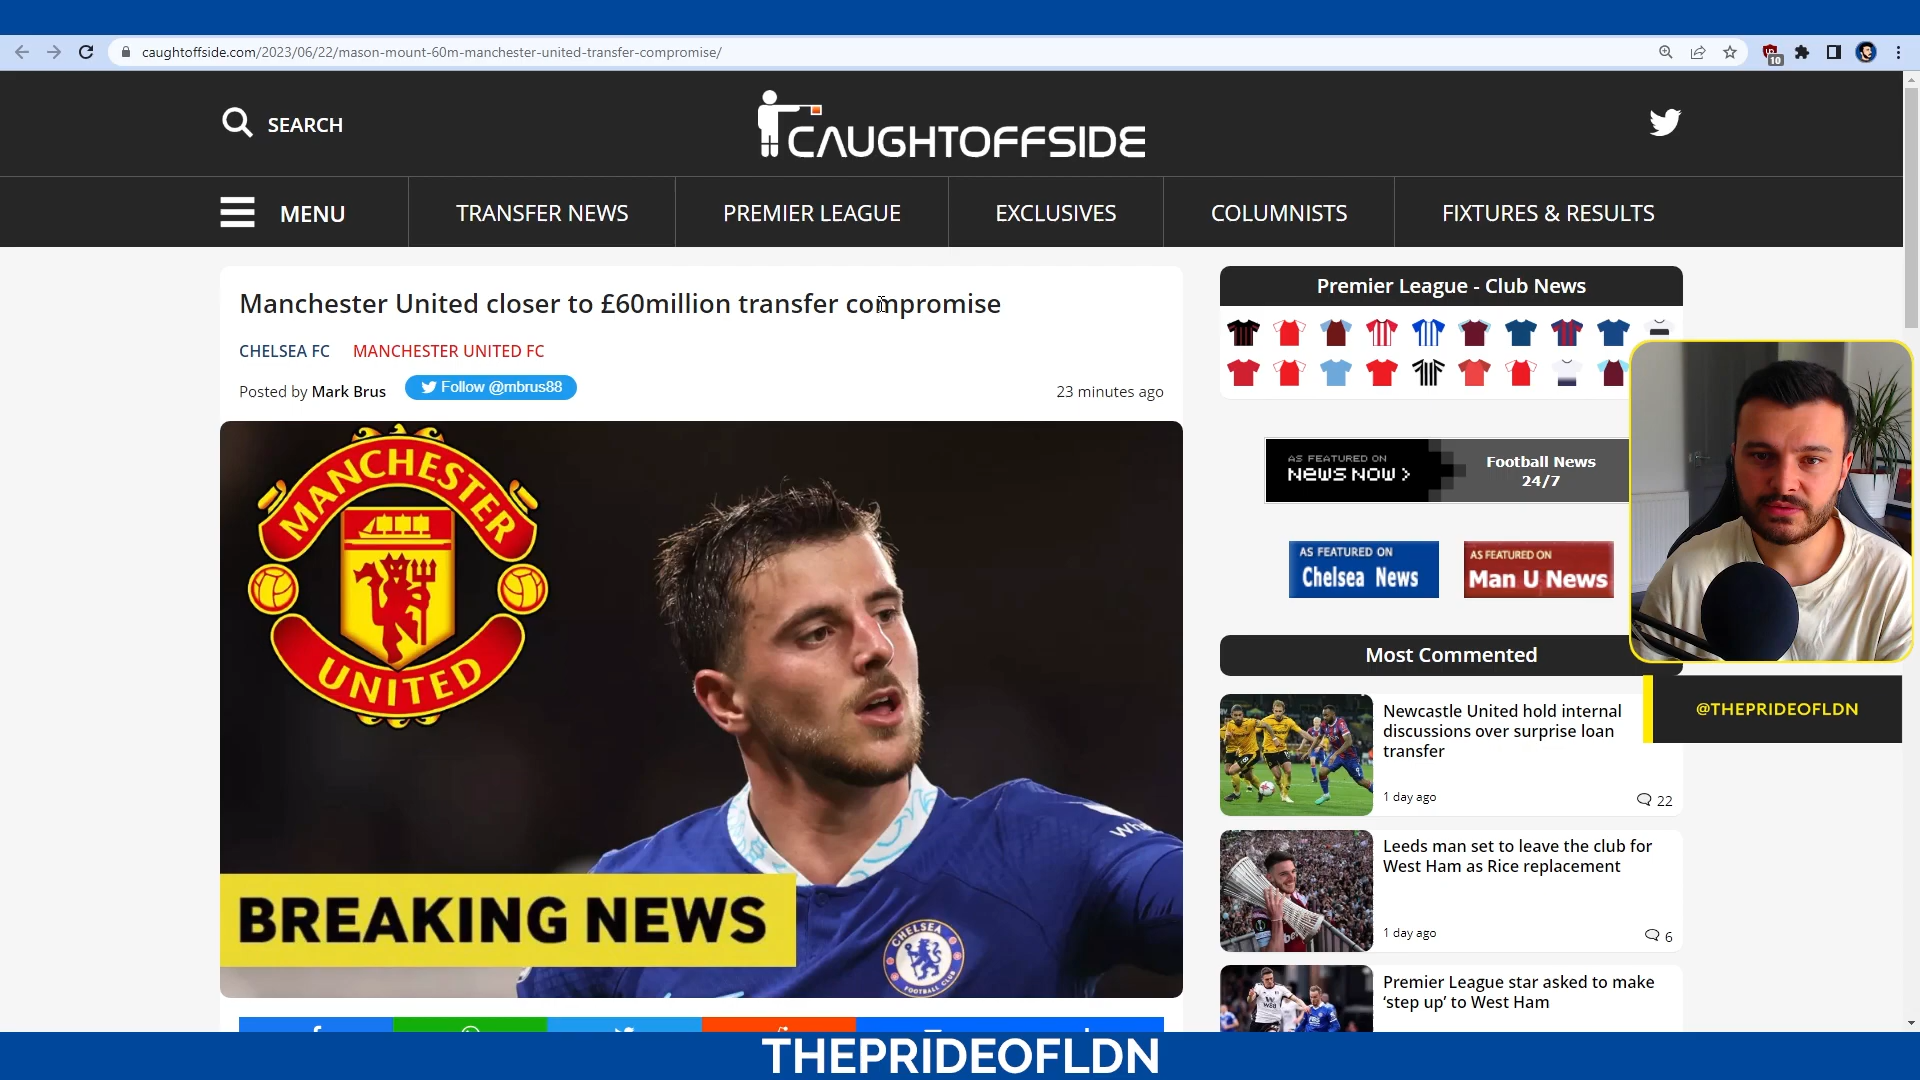 caughtoffside.com/2023/06/22/mason-mount-60m-manchester-united-transfer-compromise/
10
SEARCH
CAUGHTOFFSIDE
MENU
TRANSFER NEWS
PREMIER LEAGUE
EXCLUSIVES
COLUMNISTS
FIXTURES & RESULTS
Manchester United closer to £60million transfer compromise
CHELSEA FC
MANCHESTER UNITED FC
Posted by Mark Brus
Follow @mbrus88
23 minutes ago
MANCHESTER
UNITED
BREAKING NEWS
CHELSEA
FOOTBALL CLUB
Premier League - Club News
AS FEATURED ON
NEWS NOW >
Football News
24/7
AS FEATURED ON
Chelsea News
AS FEATURED ON
Man U News
Most Commented
Newcastle United hold internal
discussions over surprise loan
transfer
1 day ago
22
Leeds man set to leave the club for
West Ham as Rice replacement
1 day ago
6
Premier League star asked to make
‘step up’ to West Ham
@THEPRIDEOFLDN
THEPRIDEOFLDN